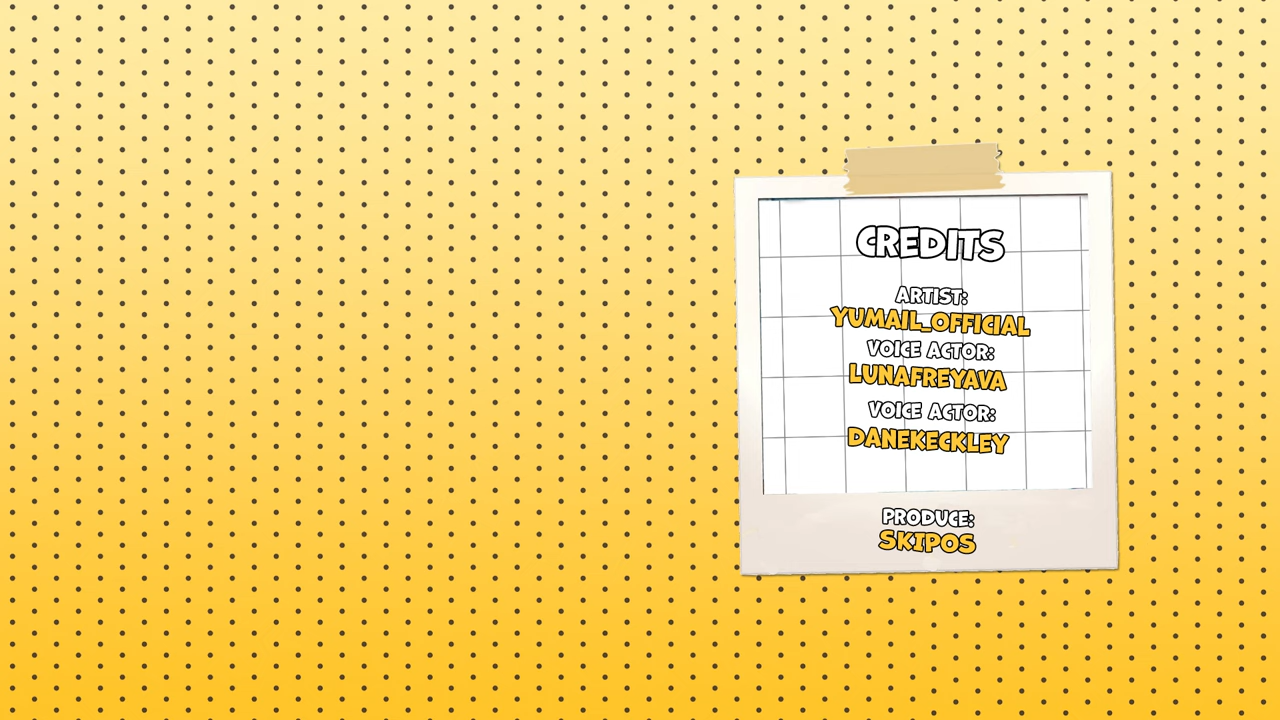 CREDITS
ARTIST:
YUMAIL_OFFICIAL
VOICE ACTOR:
LUNAFREYAVA
VOICE ACTOR:
DANEKECKLEY
PRODUCE:
SKIPOS